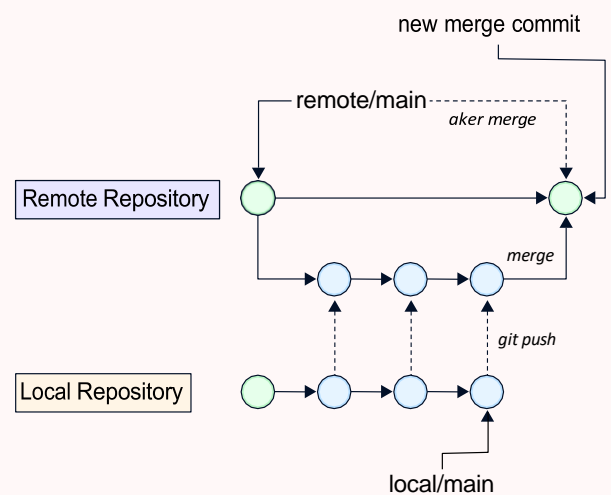 new merge commit
remote/main
aker merge
Remote Repository
merge
git push
Local Repository
local/main